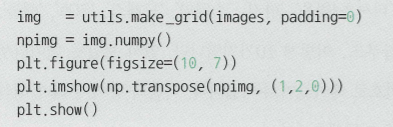 img   = utils.make_grid(images, padding=0)
npimg = img.numpy()
plt.figure(figsize=(10, 7))
plt.imshow(np.transpose(npimg, (1,2,0)))
plt.show()